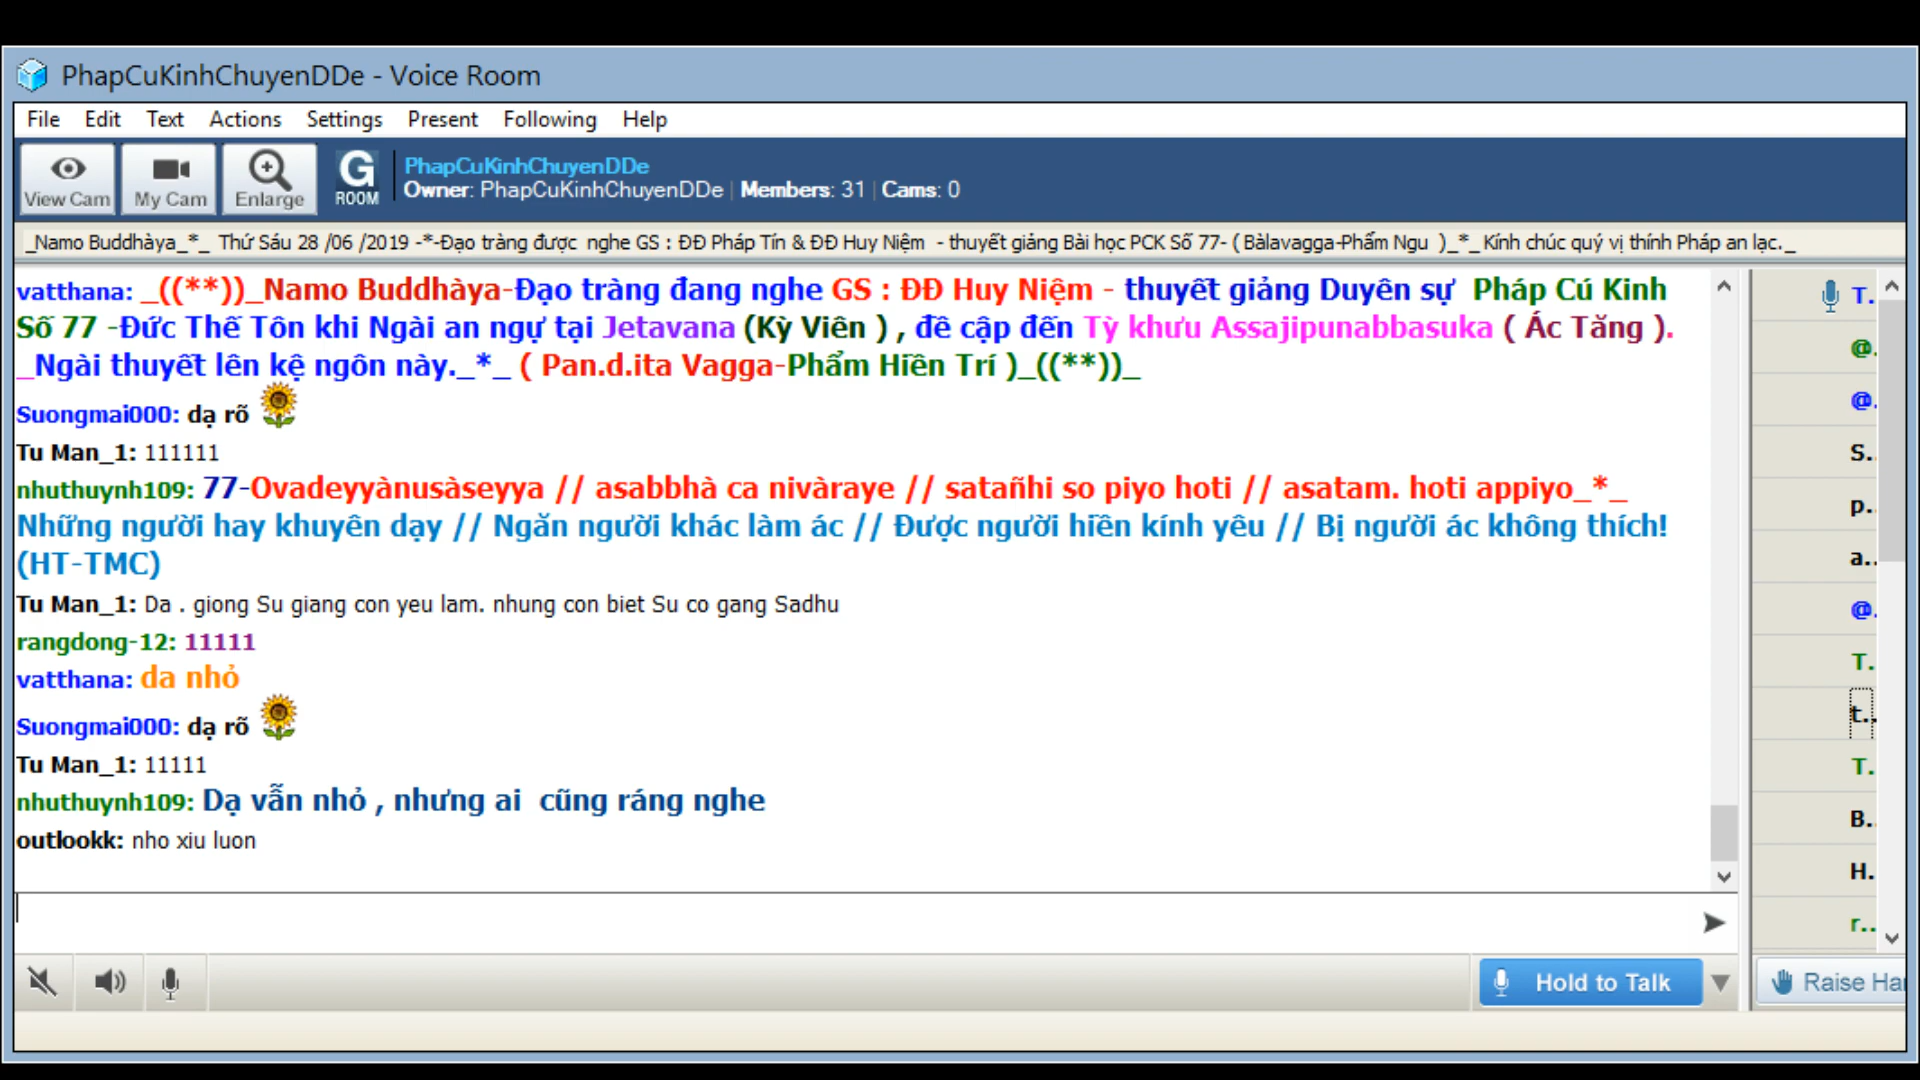 PhapCuKinhChuyenDDe - Voice Room
File Edit Text Actions Settings Present Following Help
View Cam My Cam Enlarge G ROOM
PhapCuKinhChuyenDDe
Owner: PhapCuKinhChuyenDDe | Members: 31 | Cams: 0
_Namo Buddhàya_*_ Thứ Sáu 28 /06 /2019 -*-Đạo tràng được nghe GS : ĐĐ Pháp Tín & ĐĐ Huy Niệm - thuyết giảng Bài học PCK Số 77- ( Bàlavagga-Phẩm Ngu )_*_ Kính chúc quý vị thính Pháp an lạc._
vatthana: _((**))_Namo Buddhàya-Đạo tràng đang nghe GS : ĐĐ Huy Niệm - thuyết giảng Duyên sự Pháp Cú Kinh
Số 77 -Đức Thế Tôn khi Ngài an ngự tại Jetavana (Kỳ Viên ) , đề cập đến Tỳ khưu Assajipunabbasuka ( Ác Tăng ).
_Ngài thuyết lên kệ ngôn này._*_ ( Pan.d.ita Vagga-Phẩm Hiền Trí )_((**))_
Suongmai000: dạ rõ
Tu Man_1: 111111
nhuthuynh109: 77-Ovadeyyànusàseyya // asabbhà ca nivàraye // satañhi so piyo hoti // asatam. hoti appiyo_*_
Những người hay khuyên dạy // Ngăn người khác làm ác // Được người hiền kính yêu // Bị người ác không thích!
(HT-TMC)
Tu Man_1: Da . giong Su giang con yeu lam. nhung con biet Su co gang Sadhu
rangdong-12: 11111
vatthana: da nhỏ
Suongmai000: dạ rõ
Tu Man_1: 11111
nhuthuynh109: Dạ vẫn nhỏ , nhưng ai cũng ráng nghe
outlookk: nho xiu luon
T.
@.
@.
S..
p..
a..
@.
T.
t..
T.
B..
H.
r..
Hold to Talk
Raise Ha